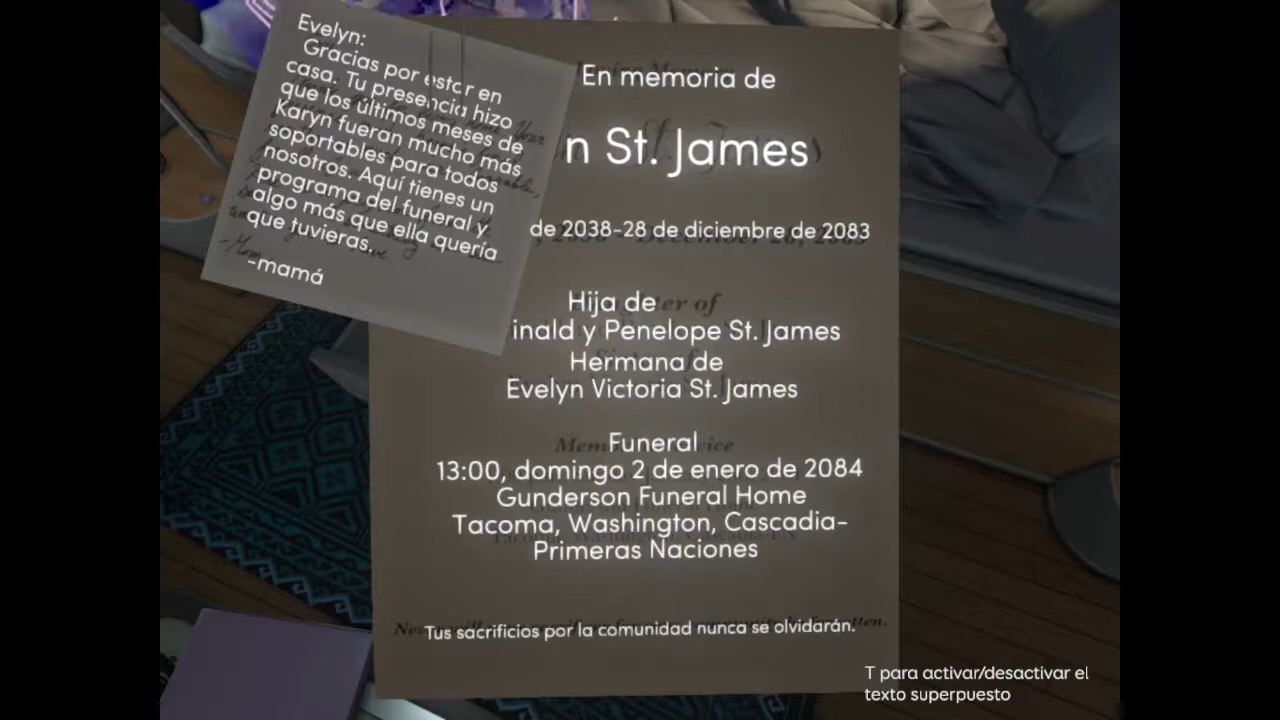 Evelyn:
Gracias por estar en
casa. Tu presencia hizo
que los últimos meses de
Karyn fueran mucho más
soportables para todos
nosotros. Aquí tienes un
programa del funeral y
algo más que ella quería
que tuvieras.
-mamá
En memoria de
n St. James
de 2038-28 de diciembre de 2083
Hija de
inald y Penelope St. James
Hermana de
Evelyn Victoria St. James
Funeral
13:00, domingo 2 de enero de 2084
Gunderson Funeral Home
Tacoma, Washington, Cascadia-
Primeras Naciones
Tus sacrificios por la comunidad nunca se olvidarán.
T para activar/desactivar el
texto superpuesto